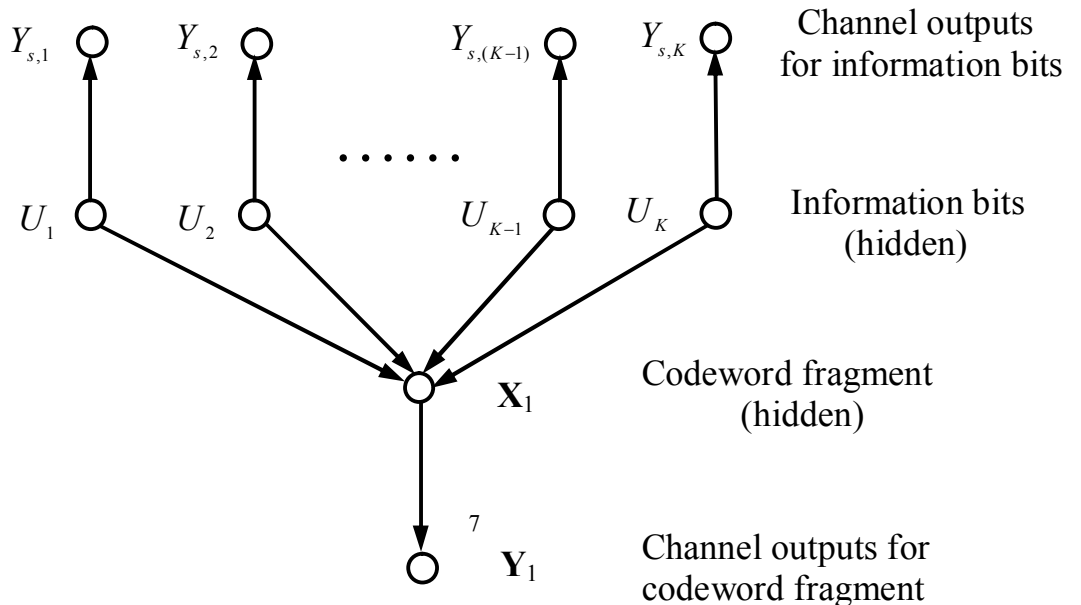 Y_{s,1} Y_{s,2} Y_{s,(K-1)} Y_{s,K} Channel outputs
for information bits
. . . . . .
U_1 U_2 U_{K-1} U_K Information bits
(hidden)
X_1 Codeword fragment
(hidden)
7
Y_1 Channel outputs for
codeword fragment